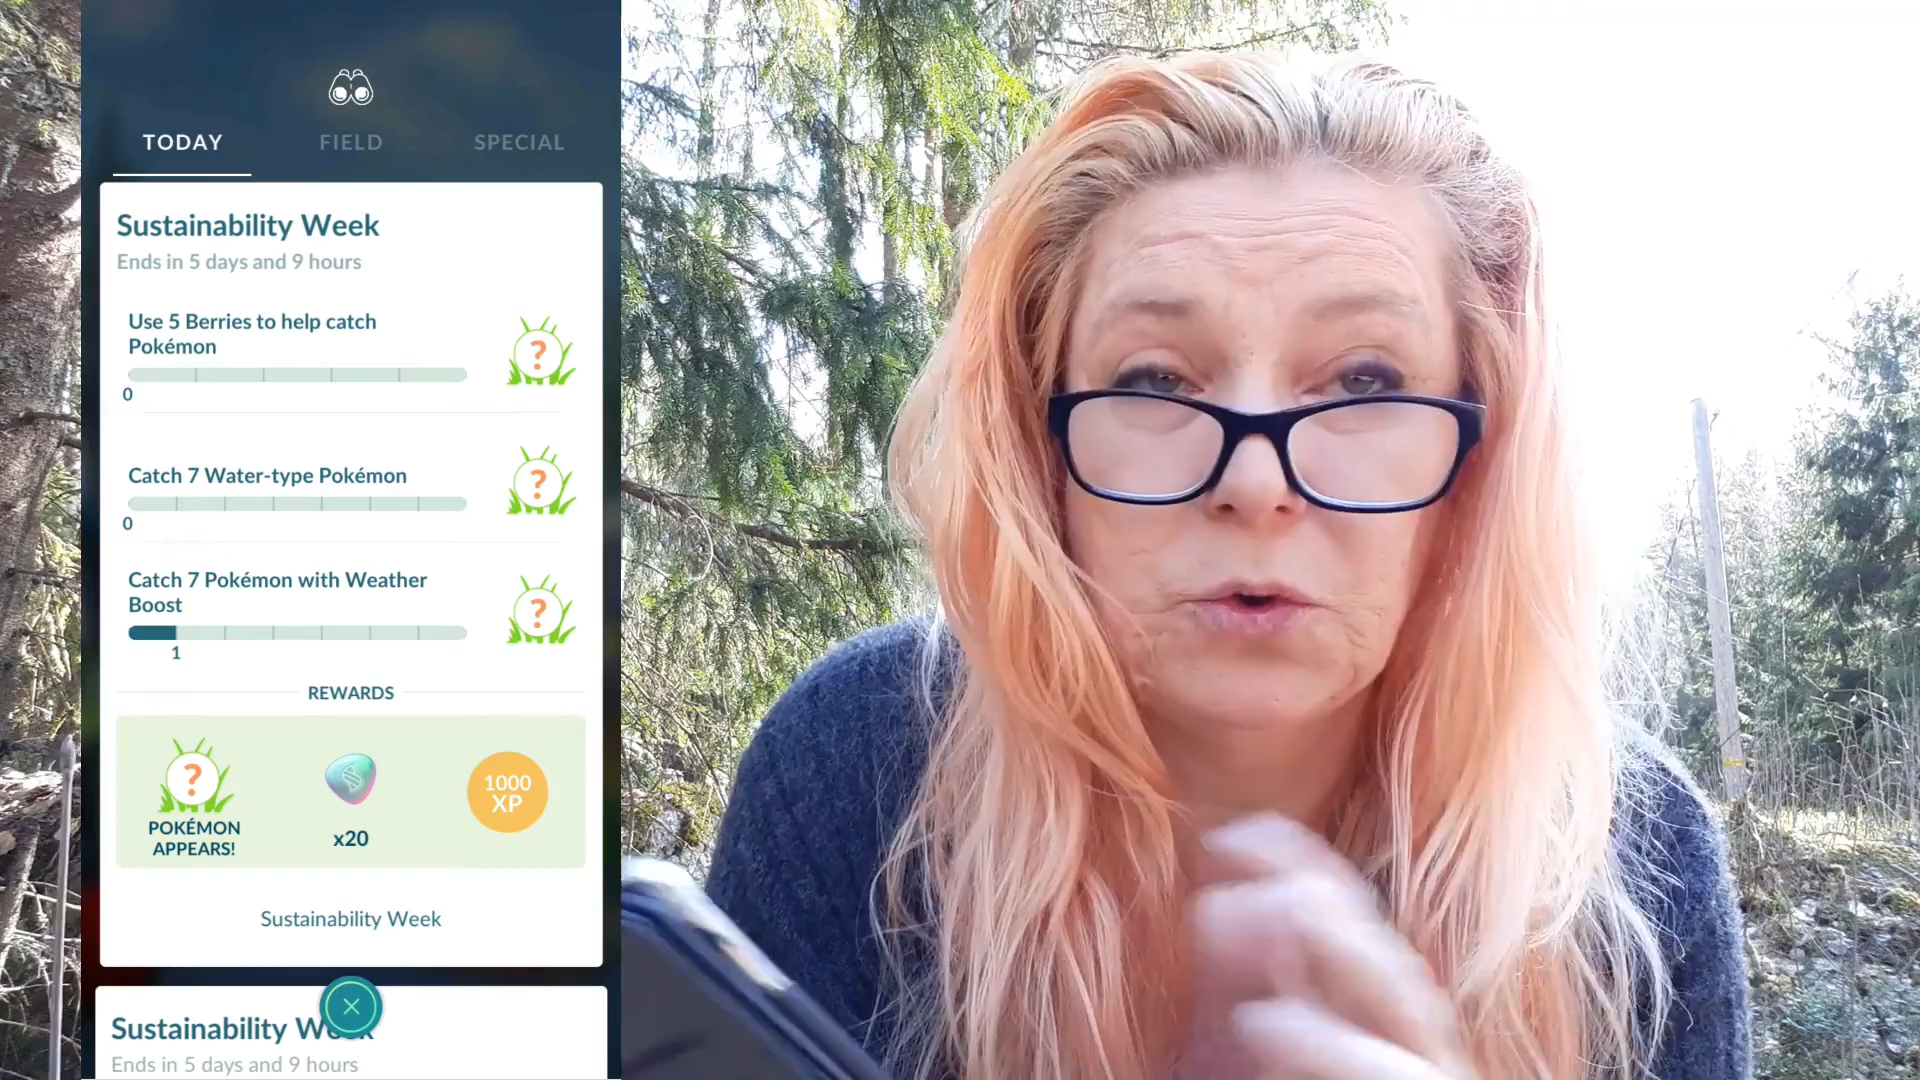 TODAY
FIELD
SPECIAL
Sustainability Week
Ends in 5 days and 9 hours
Use 5 Berries to help catch
Pokémon
?
0
Catch 7 Water-type Pokémon
?
0
Catch 7 Pokémon with Weather
Boost
?
1
REWARDS
?
POKÉMON
APPEARS!
x20
1000
XP
Sustainability Week
Sustainability Week
Ends in 5 days and 9 hours